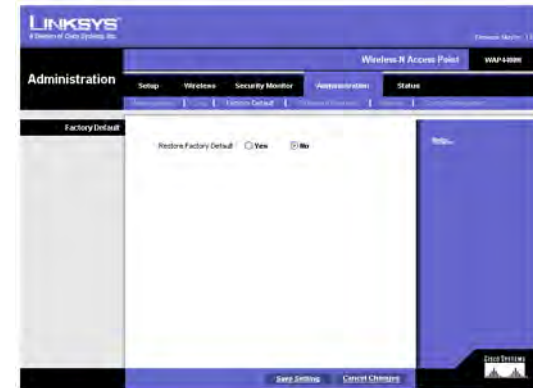 LINKSYS
A Division of Cisco Systems, Inc.
Wireless-N Access Point
WAP4400N
Administration
Setup
Wireless
Security Monitor
Administration
Status
Factory Default
Factory Default
Restore Factory Default
Yes
No
Help...
Save Setting
Cancel Changes
Cisco Systems